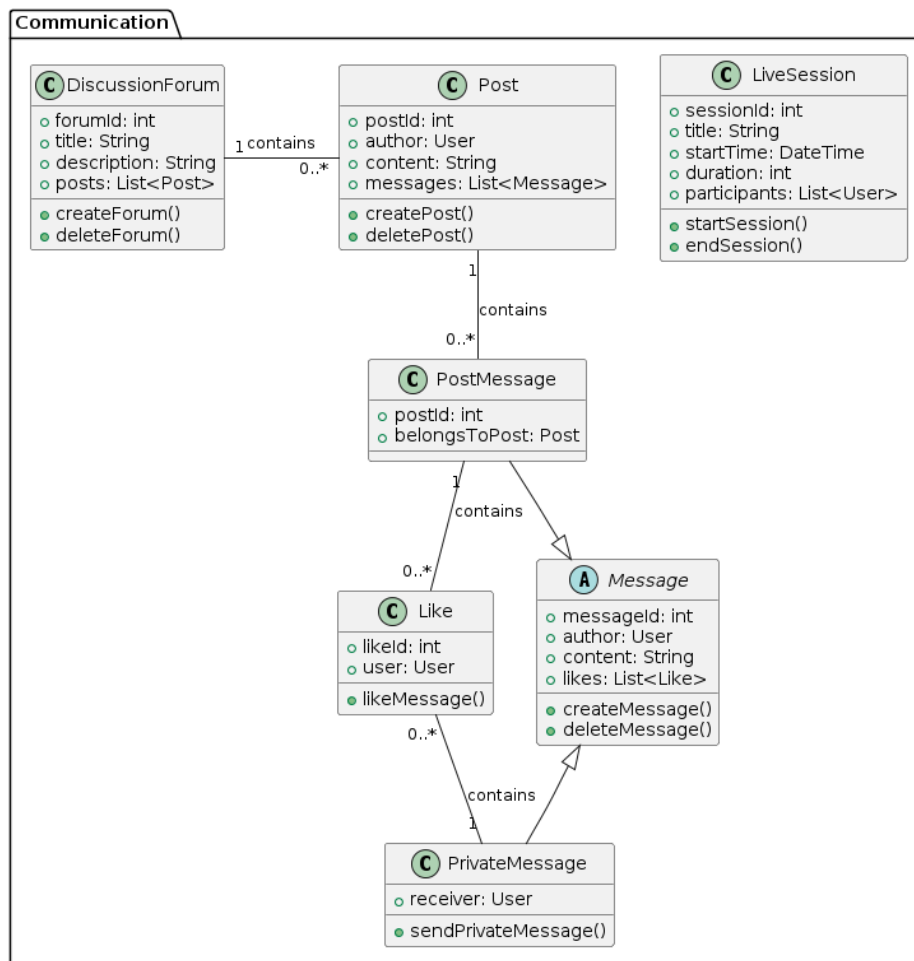 Communication
C DiscussionForum
forumId: int
title: String
description: String
posts: List<Post>
createForum()
deleteForum()
1 contains 0..*
C Post
postId: int
author: User
content: String
messages: List<Message>
createPost()
deletePost()
C LiveSession
sessionId: int
title: String
startTime: DateTime
duration: int
participants: List<User>
startSession()
endSession()
1
contains
0..*
C PostMessage
postId: int
belongsToPost: Post
1
contains
0..*
C Like
likeId: int
user: User
likeMessage()
A Message
messageId: int
author: User
content: String
likes: List<Like>
createMessage()
deleteMessage()
0..*
contains
1
C PrivateMessage
receiver: User
sendPrivateMessage()